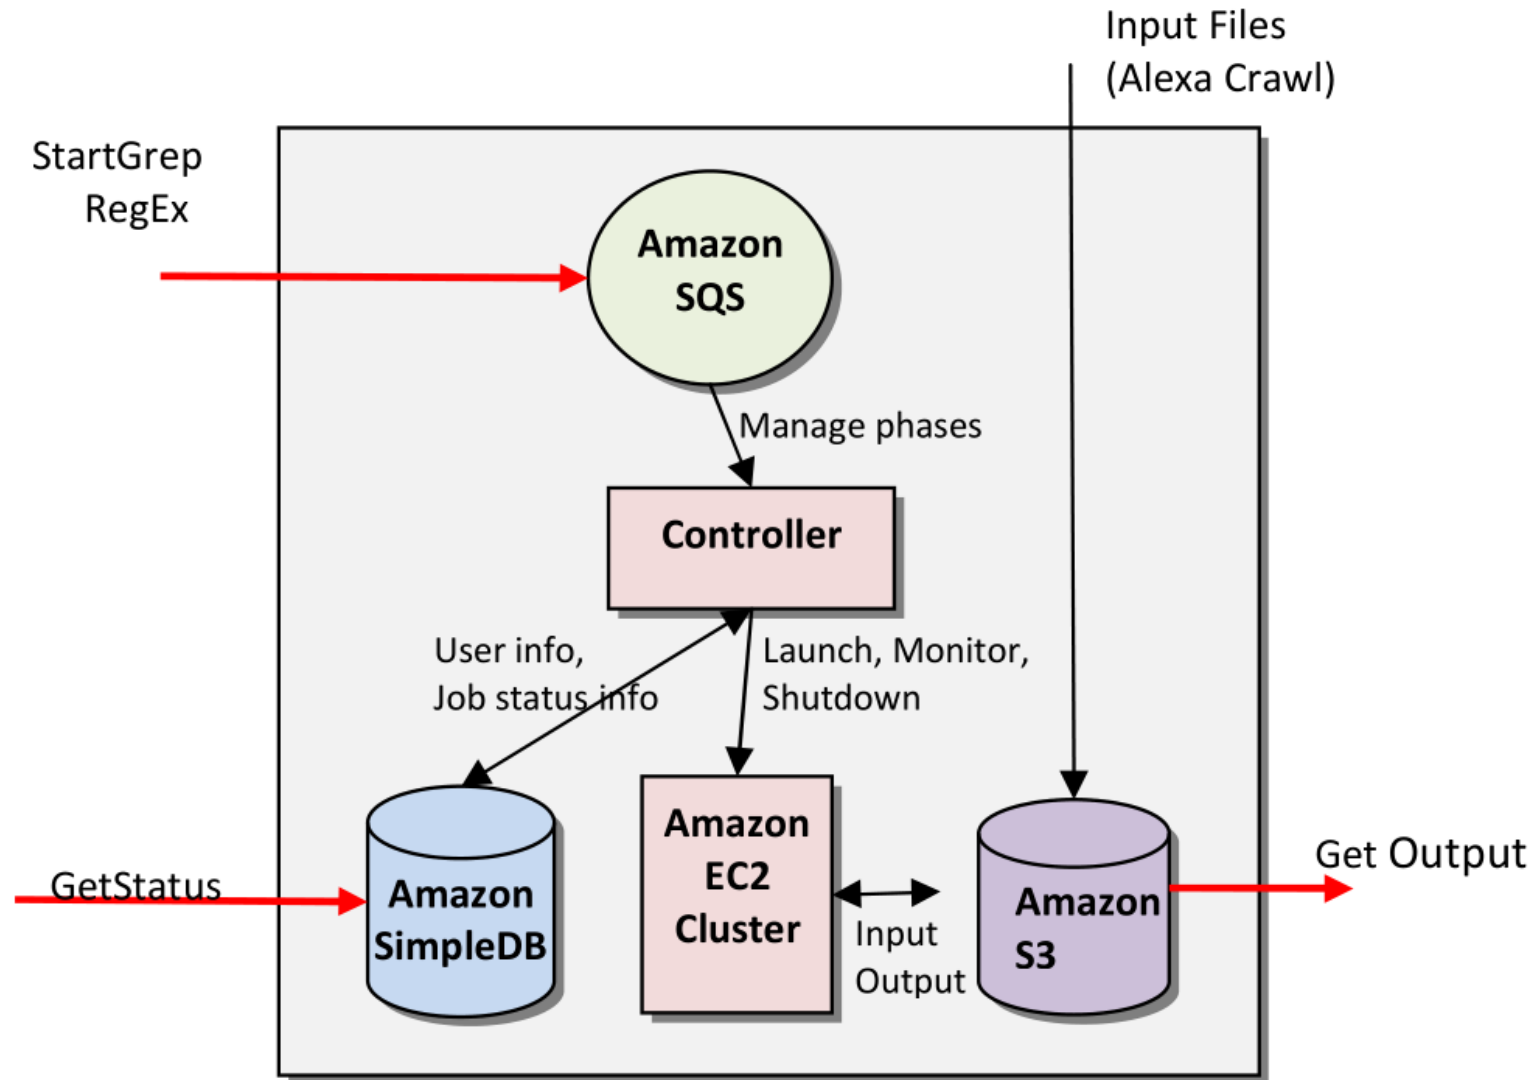 Input Files
(Alexa Crawl)
StartGrep
RegEx
Amazon
SQS
Manage phases
Controller
User info,
Job status info
Launch, Monitor,
Shutdown
GetStatus
Amazon
SimpleDB
Amazon
EC2
Cluster
Input
Output
Amazon
S3
Get Output